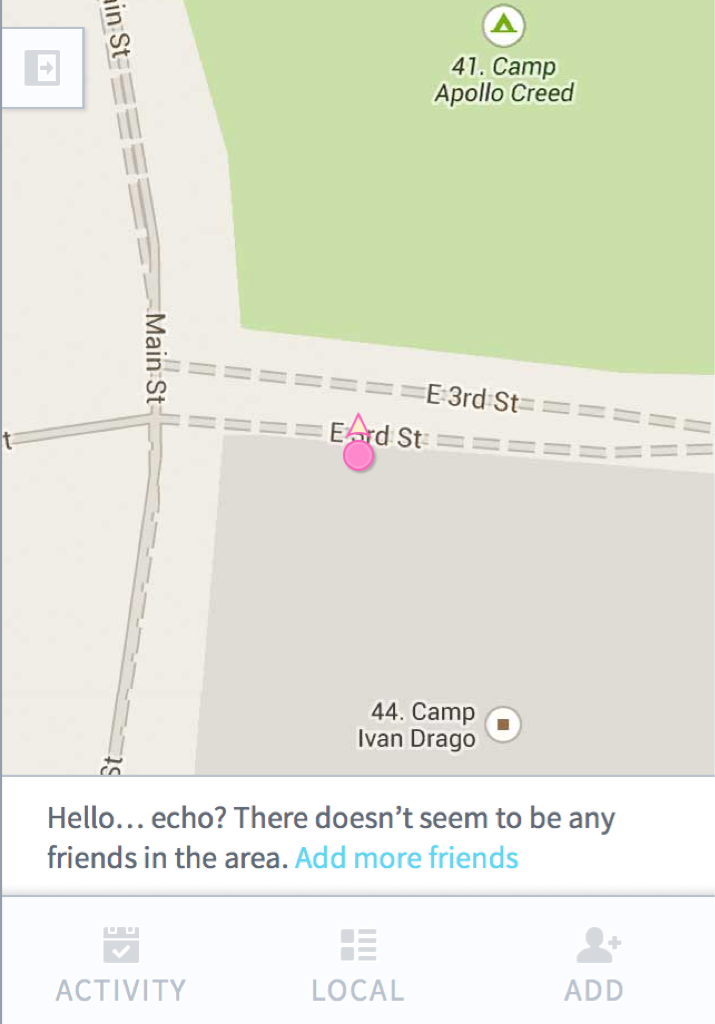 Main St
41. Camp
Apollo Creed
Main St
E 3rd St
E 3rd St
t
44. Camp
Ivan Drago
St
Hello… echo? There doesn’t seem to be any
friends in the area. Add more friends
ACTIVITY
LOCAL
ADD